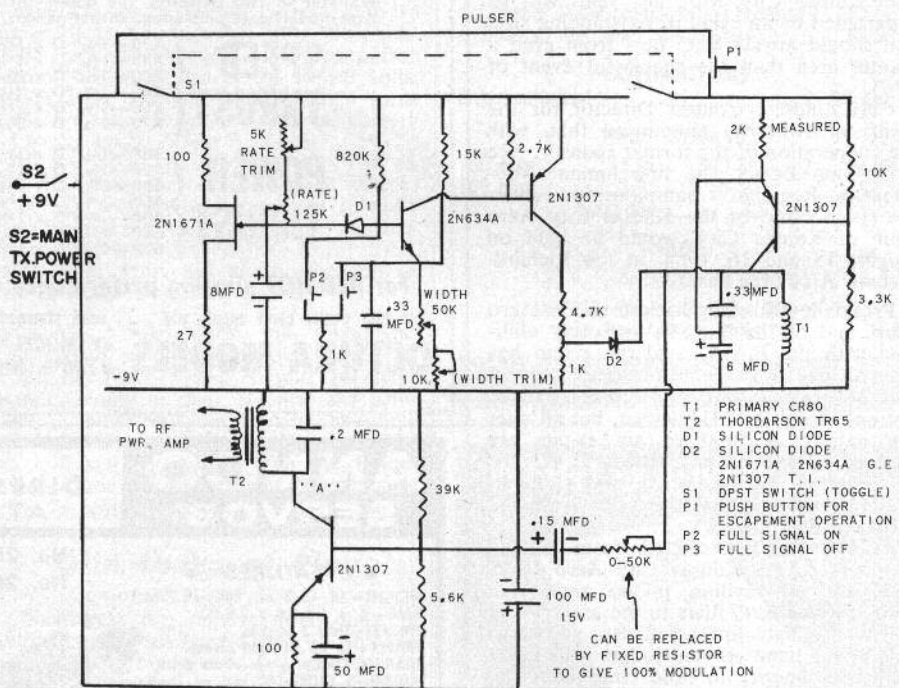 PULSER
P1
S1
S2
+9V
S2=MAIN
TX.POWER
SWITCH
100
5K
RATE
TRIM
(RATE)
125K
820K
D1
15K
2.7K
2N1307
2N1671A
2N634A
2K
MEASURED
10K
2N1307
8MFD
P2
P3
.33
MFD
WIDTH
50K
27
1K
10K
(WIDTH TRIM)
4.7K
1K
D2
.33MFD
6 MFD
T1
3.3K
-9V
TO RF
PWR. AMP
T2
.2 MFD
"A"
39K
2N1307
5.6K
100
50 MFD
.15 MFD
0-50K
100 MFD
15V
CAN BE REPLACED
BY FIXED RESISTOR
TO GIVE 100% MODULATION
T1 PRIMARY CR80
T2 THORDARSON TR65
D1 SILICON DIODE
D2 SILICON DIODE
2N1671A 2N634A G.E
2N1307 T.I.
S1 DPST SWITCH (TOGGLE)
P1 PUSH BUTTON FOR
ESCAPEMENT OPERATION
P2 FULL SIGNAL ON
P3 FULL SIGNAL OFF